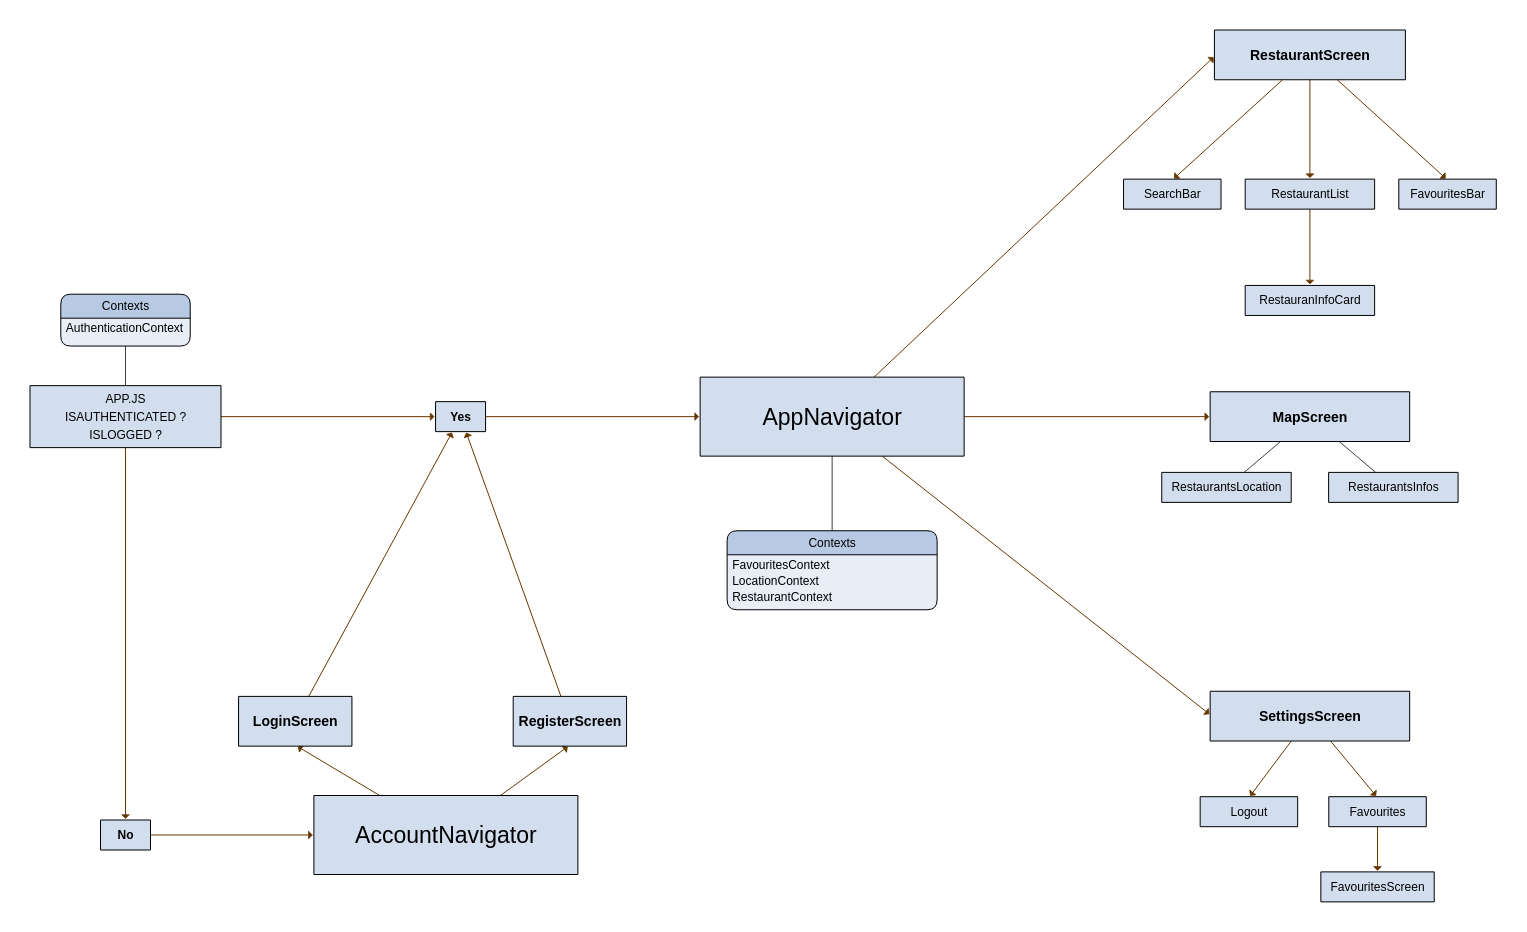 RestaurantScreen
SearchBar
RestaurantList
FavouritesBar
RestauranInfoCard
Contexts
AuthenticationContext
APP.JS
ISAUTHENTICATED ?
ISLOGGED ?
Yes
AppNavigator
MapScreen
RestaurantsLocation
RestaurantsInfos
Contexts
FavouritesContext
LocationContext
RestaurantContext
LoginScreen
RegisterScreen
SettingsScreen
Logout
Favourites
No
AccountNavigator
FavouritesScreen